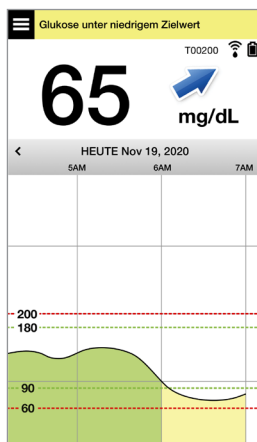 Glukose unter niedrigem Zielwert
T00200
65
mg/dL
< HEUTE Nov 19, 2020
5AM 6AM 7AM
200
180
90
60